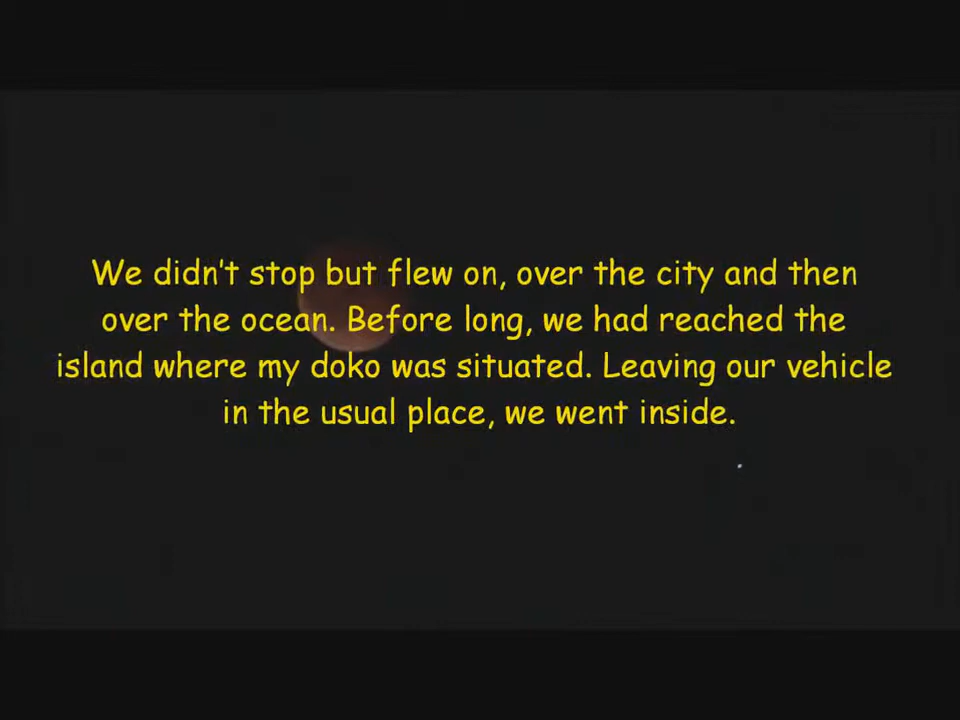 We didn't stop but flew on, over the city and then
over the ocean. Before long, we had reached the
island where my doko was situated. Leaving our vehicle
in the usual place, we went inside.